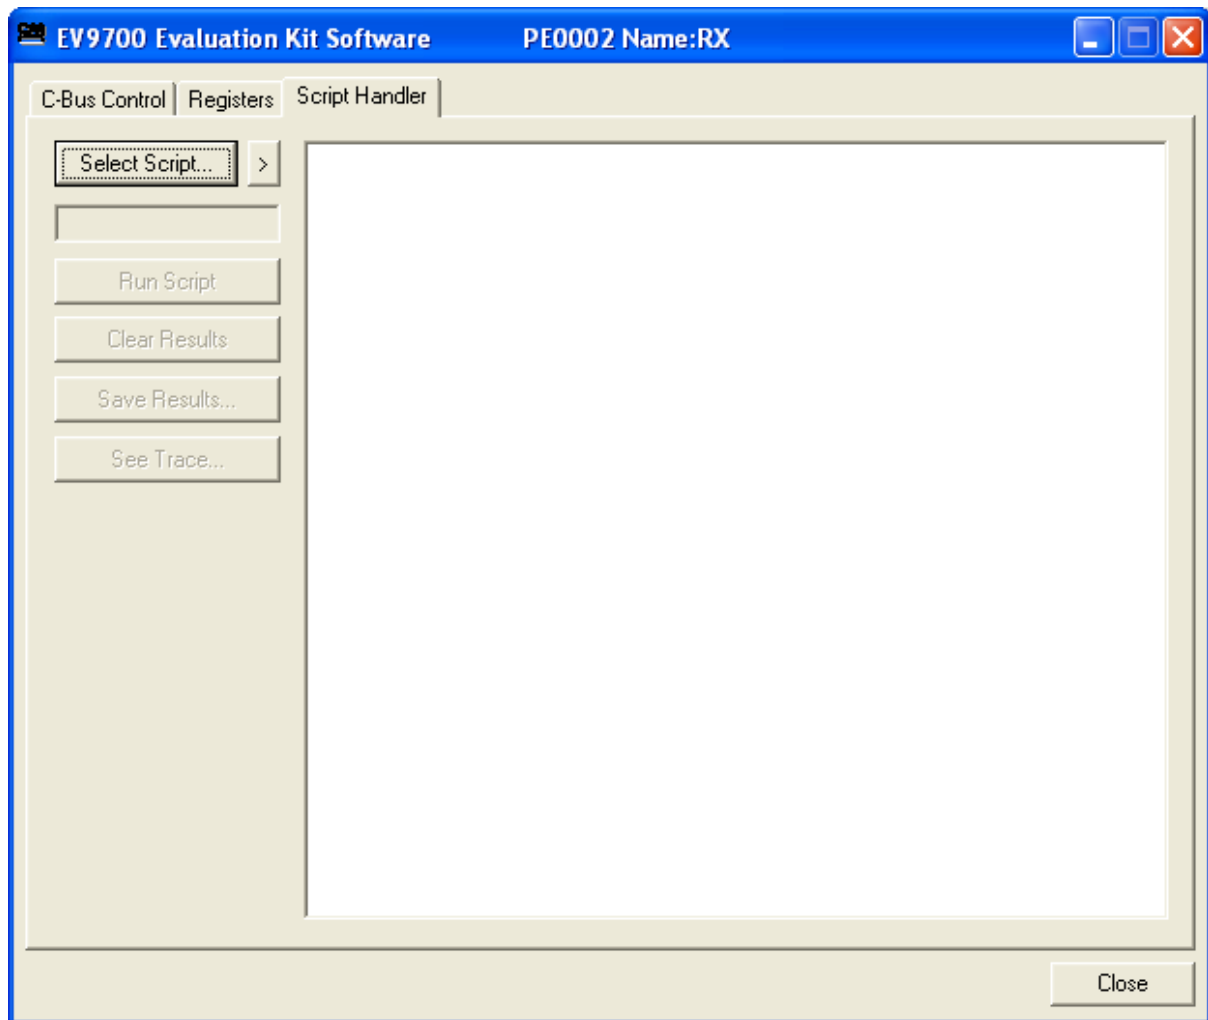 EV9700 Evaluation Kit Software PE0002 Name:RX
C-Bus Control Registers Script Handler
Select Script... >
Run Script
Clear Results
Save Results...
See Trace...
Close